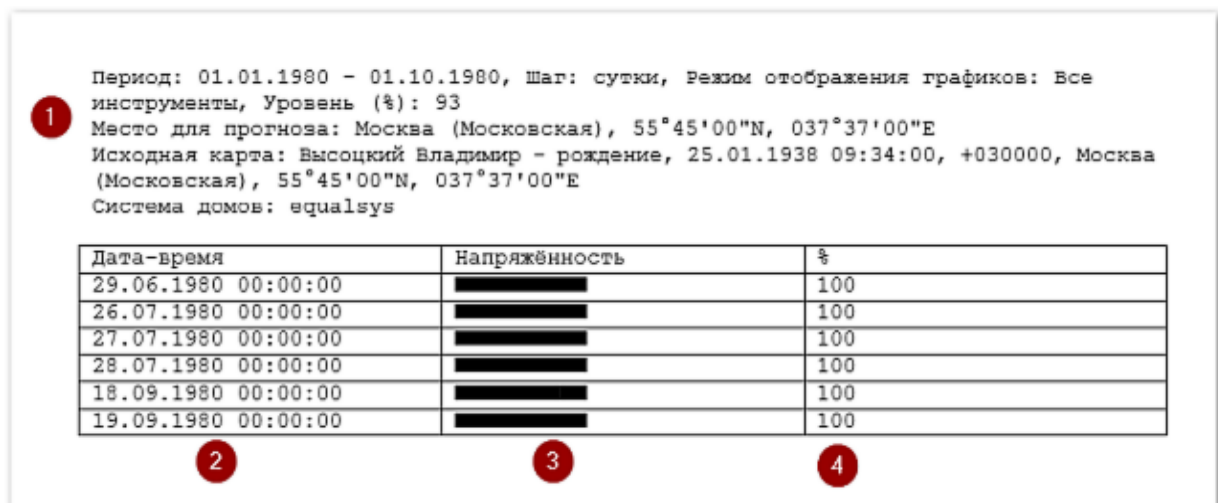 Период: 01.01.1980 - 01.10.1980, Шаг: сутки, Режим отображения графиков: Все
инструменты, Уровень (%): 93
1
Место для прогноза: Москва (Московская), 55°45'00"N, 037°37'00"E
Исходная карта: Высоцкий Владимир - рождение, 25.01.1938 09:34:00, +030000, Москва
(Московская), 55°45'00"N, 037°37'00"E
Система домов: equalsys
Дата-время Напряжённость %
29.06.1980 00:00:00 100
26.07.1980 00:00:00 100
27.07.1980 00:00:00 100
28.07.1980 00:00:00 100
18.09.1980 00:00:00 100
19.09.1980 00:00:00 100
2 3 4